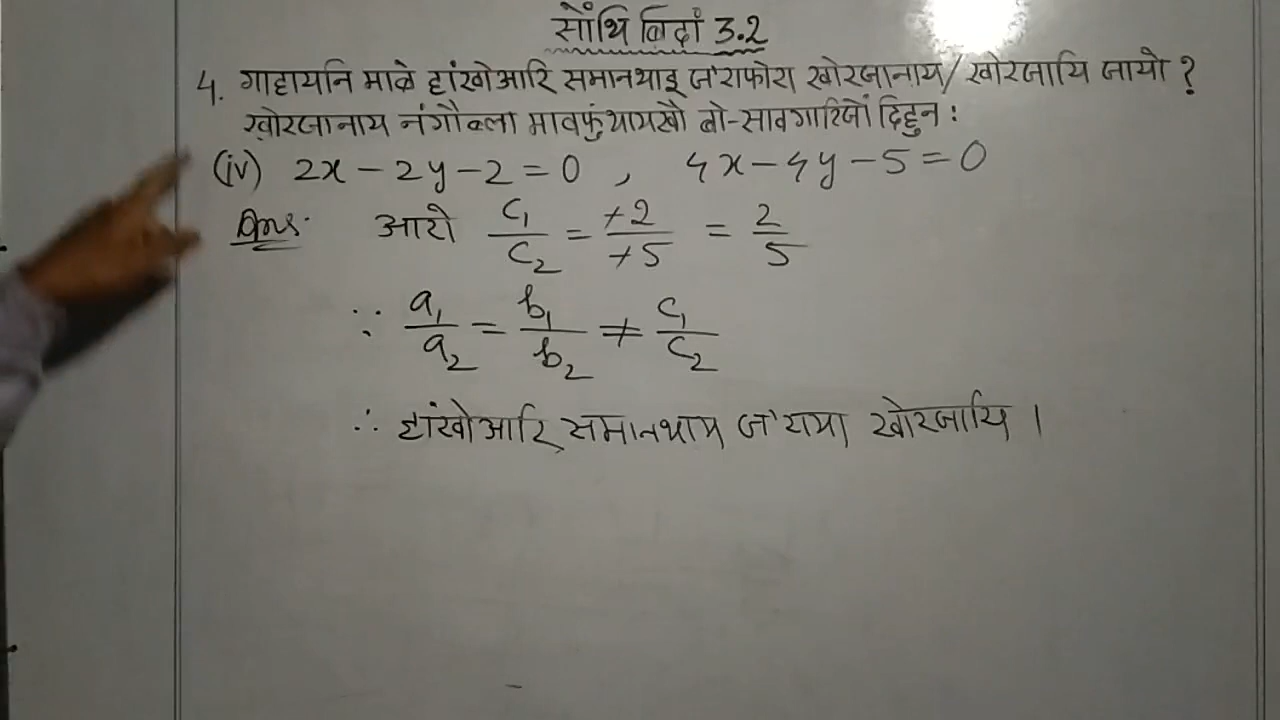 सोंथि बिदां 3.2
4. गाहायनि माबे हांखोआरि समानथाइ ज'राफोरा खोरजानाय/खोरजायि जायो ?
खोरजानाय नंगौब्ला मावफुंथायखौ बो-सावगारिजों दिहुन :
(iv) 2x - 2y - 2 = 0 , 4x - 4y - 5 = 0
Ans. आरो c₁/c₂ = +2/+5 = 2/5
∵ a₁/a₂ = b₁/b₂ ≠ c₁/c₂
∴ हांखोआरि समानथाय ज'राया खोरजायि ।